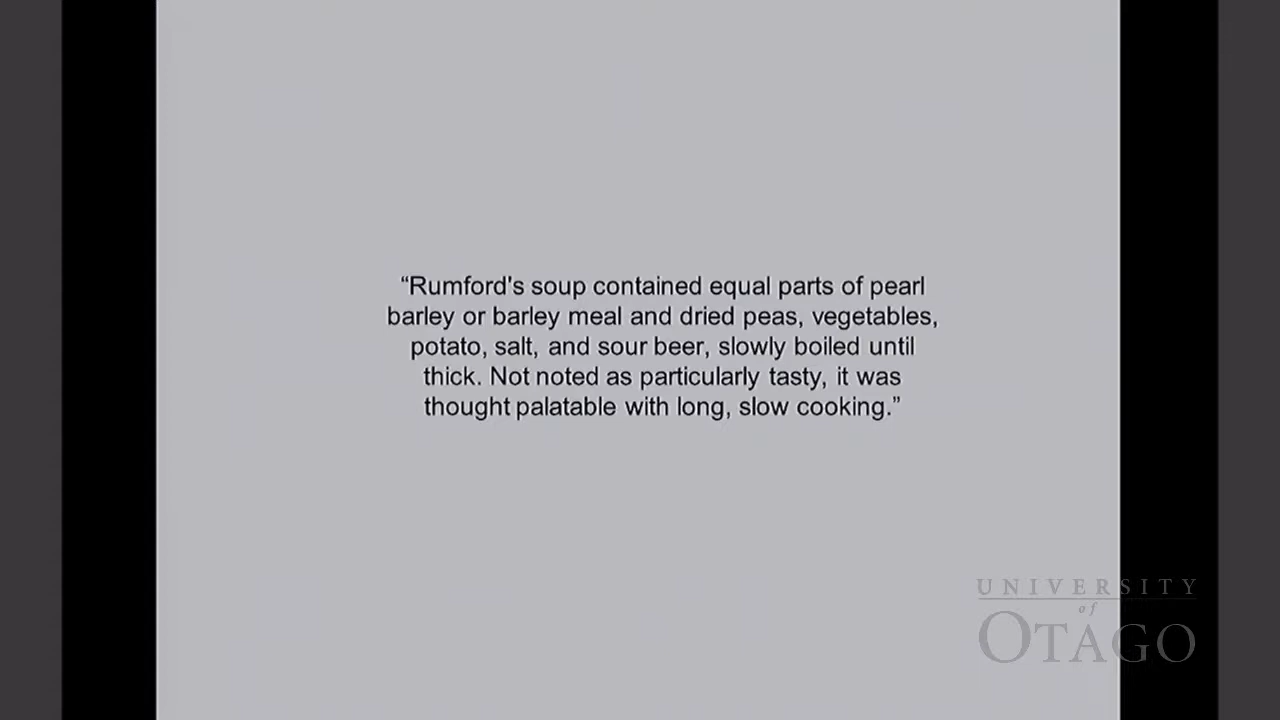 “Rumford's soup contained equal parts of pearl
barley or barley meal and dried peas, vegetables,
potato, salt, and sour beer, slowly boiled until
thick. Not noted as particularly tasty, it was
thought palatable with long, slow cooking.”
UNIVERSITY
of
OTAGO